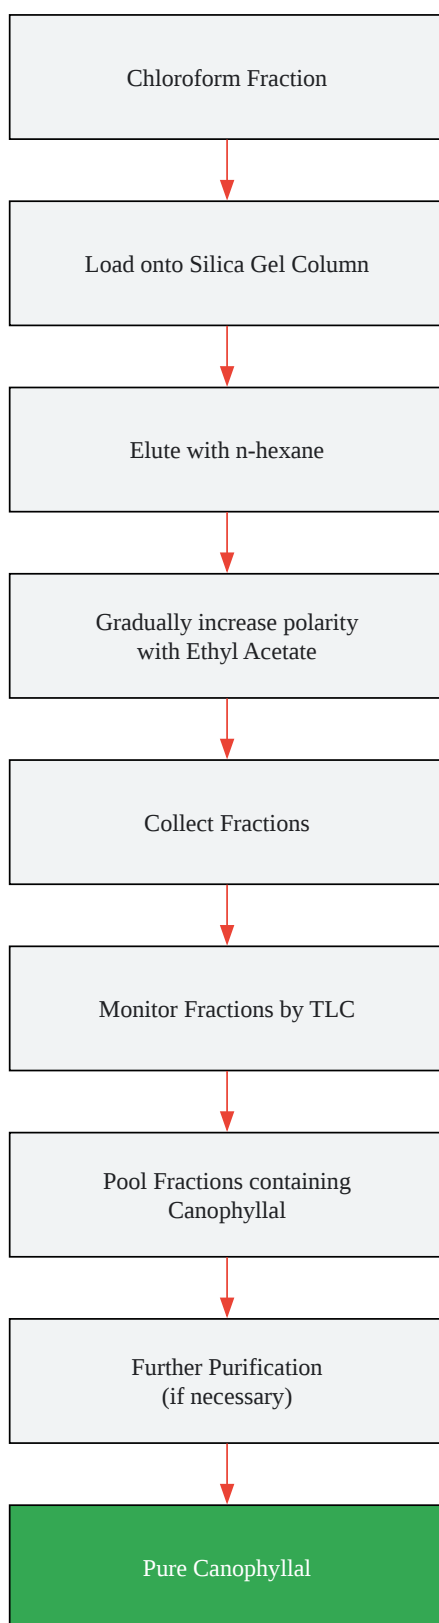 Chloroform Fraction
Load onto Silica Gel Column
Elute with n-hexane
Gradually increase polarity
with Ethyl Acetate
Collect Fractions
Monitor Fractions by TLC
Pool Fractions containing
Canophyllal
Further Purification
(if necessary)
Pure Canophyllal